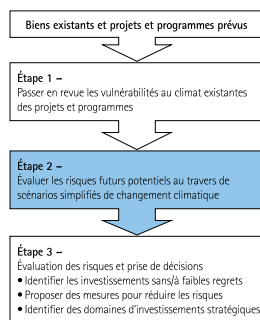 Biens existants et projets et programmes prévus
Étape 1 –
Passer en revue les vulnérabilités au climat existantes
des projets et programmes
Étape 2 –
Évaluer les risques futurs potentiels au travers de
scénarios simplifiés de changement climatique
Étape 3 –
Évaluation des risques et prise de décisions
• Identifier les investissements sans/à faibles regrets
• Proposer des mesures pour réduire les risques
• Identifier des domaines d'investissements stratégiques